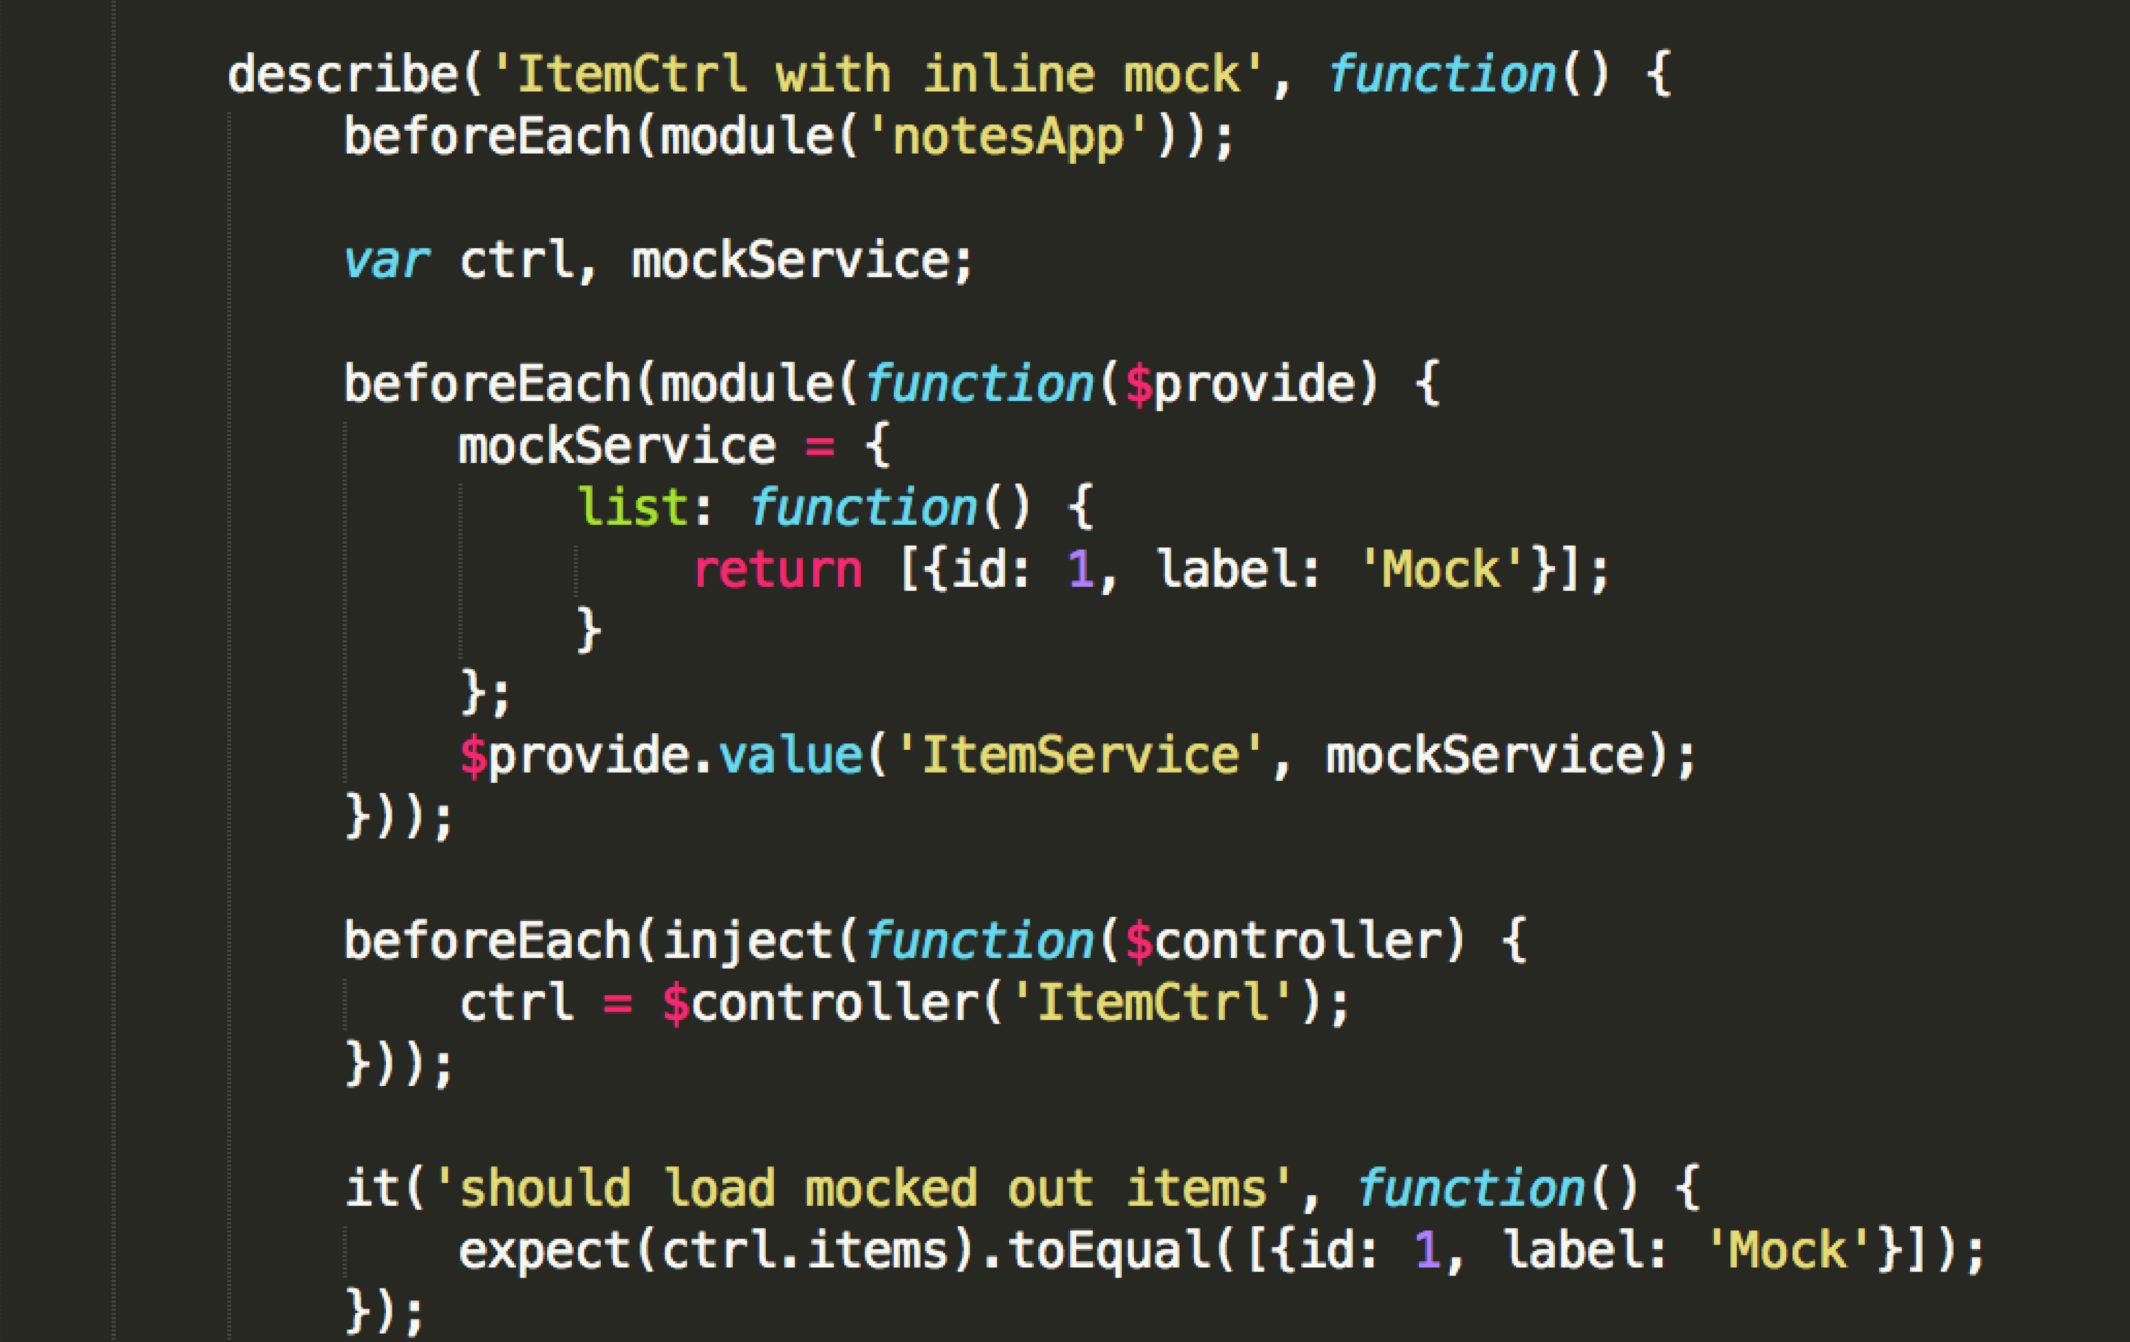 describe('ItemCtrl with inline mock', function() {
beforeEach(module('notesApp'));
var ctrl, mockService;
beforeEach(module(function($provide) {
mockService = {
list: function() {
return [{id: 1, label: 'Mock'}];
}
};
$provide.value('ItemService', mockService);
}));
beforeEach(inject(function($controller) {
ctrl = $controller('ItemCtrl');
}));
it('should load mocked out items', function() {
expect(ctrl.items).toEqual([{id: 1, label: 'Mock'}]);
});